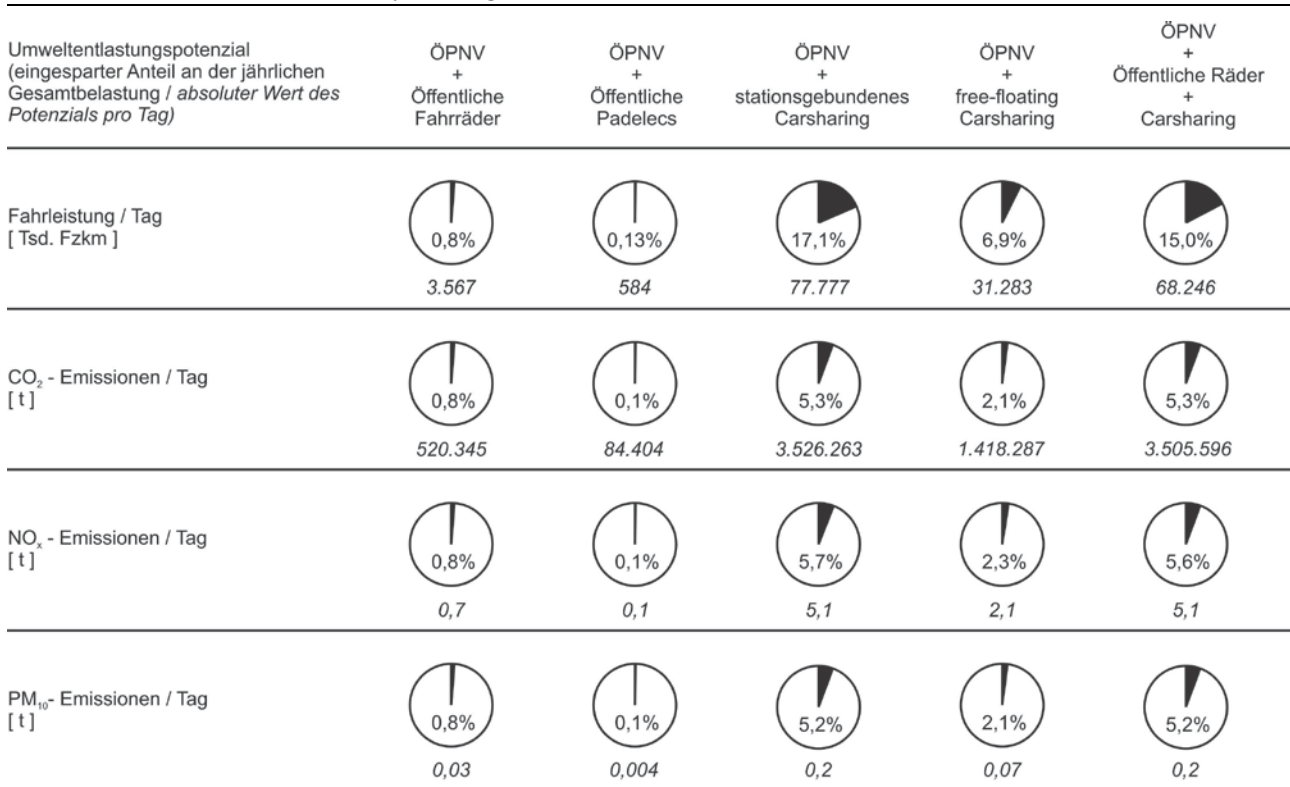 Umweltentlastungspotenzial
(eingesparter Anteil an der jährlichen
Gesamtbelastung / absoluter Wert des
Potenzials pro Tag)
ÖPNV
+
Öffentliche
Fahrräder
ÖPNV
+
Öffentliche
Padelecs
ÖPNV
+
stationsgebundenes
Carsharing
ÖPNV
+
free-floating
Carsharing
ÖPNV
+
Öffentliche Räder
+
Carsharing
Fahrleistung / Tag
[ Tsd. Fzkm ]
0,8% 0,13% 17,1% 6,9% 15,0%
3.567 584 77.777 31.283 68.246
CO₂ - Emissionen / Tag
[ t ]
0,8% 0,1% 5,3% 2,1% 5,3%
520.345 84.404 3.526.263 1.418.287 3.505.596
NOₓ - Emissionen / Tag
[ t ]
0,8% 0,1% 5,7% 2,3% 5,6%
0,7 0,1 5,1 2,1 5,1
PM₁₀- Emissionen / Tag
[ t ]
0,8% 0,1% 5,2% 2,1% 5,2%
0,03 0,004 0,2 0,07 0,2